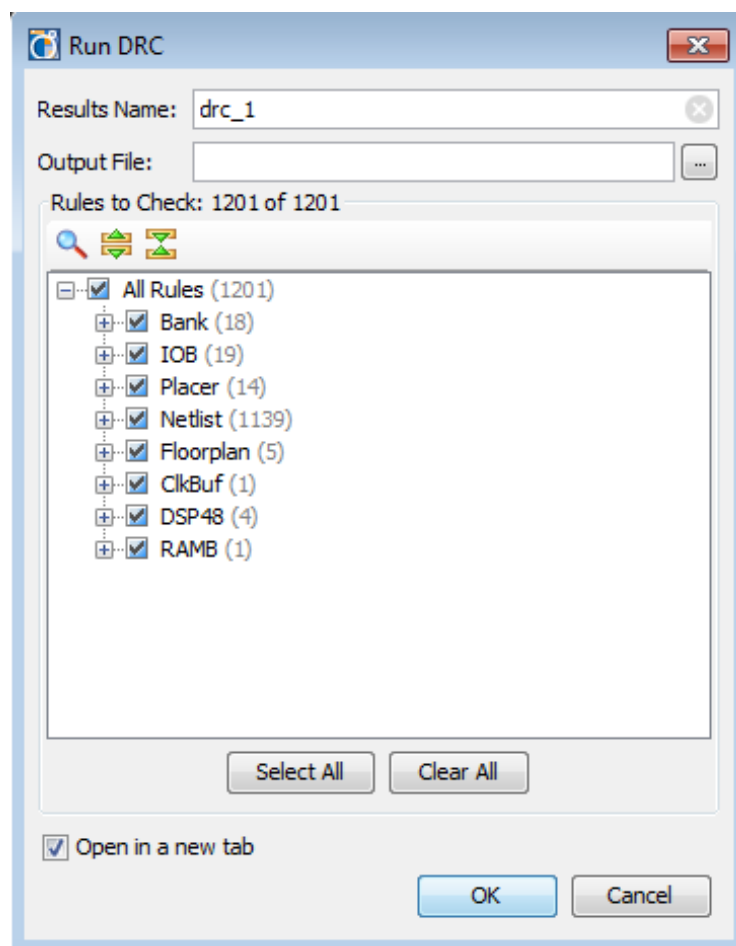 Run DRC
Results Name: drc_1
Output File: ...
Rules to Check: 1201 of 1201
All Rules (1201)
Bank (18)
IOB (19)
Placer (14)
Netlist (1139)
Floorplan (5)
ClkBuf (1)
DSP48 (4)
RAMB (1)
Select All Clear All
Open in a new tab
OK Cancel